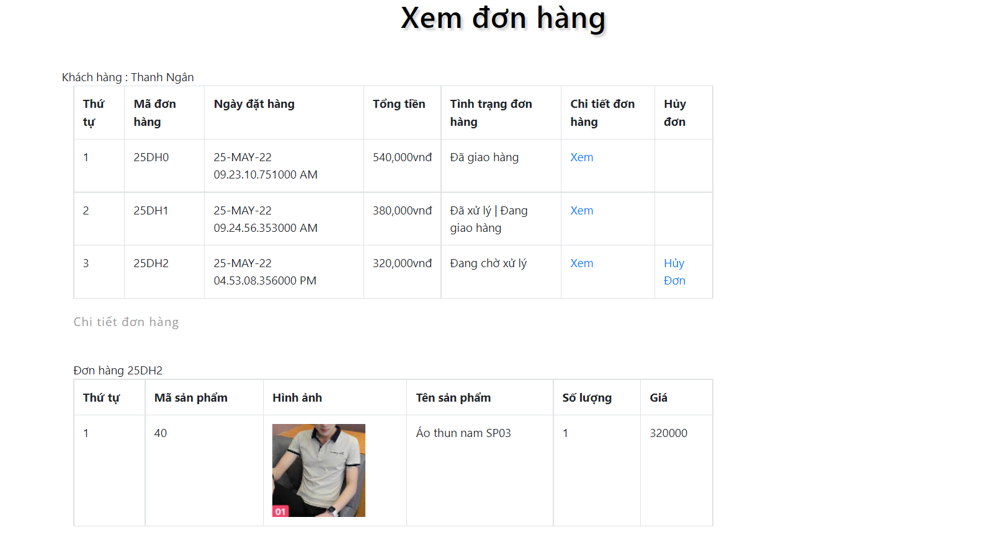 Xem đơn hàng
Khách hàng : Thanh Ngân
Thứ tự Mã đơn hàng Ngày đặt hàng Tổng tiền Tình trạng đơn hàng Chi tiết đơn hàng Hủy đơn
1 25DH0 25-MAY-22 09.23.10.751000 AM 540,000vnđ Đã giao hàng Xem
2 25DH1 25-MAY-22 09.24.56.353000 AM 380,000vnđ Đã xử lý | Đang giao hàng Xem
3 25DH2 25-MAY-22 04.53.08.356000 PM 320,000vnđ Đang chờ xử lý Xem Hủy Đơn
Chi tiết đơn hàng
Đơn hàng 25DH2
Thứ tự Mã sản phẩm Hình ảnh Tên sản phẩm Số lượng Giá
1 40 Áo thun nam SP03 1 320000
01